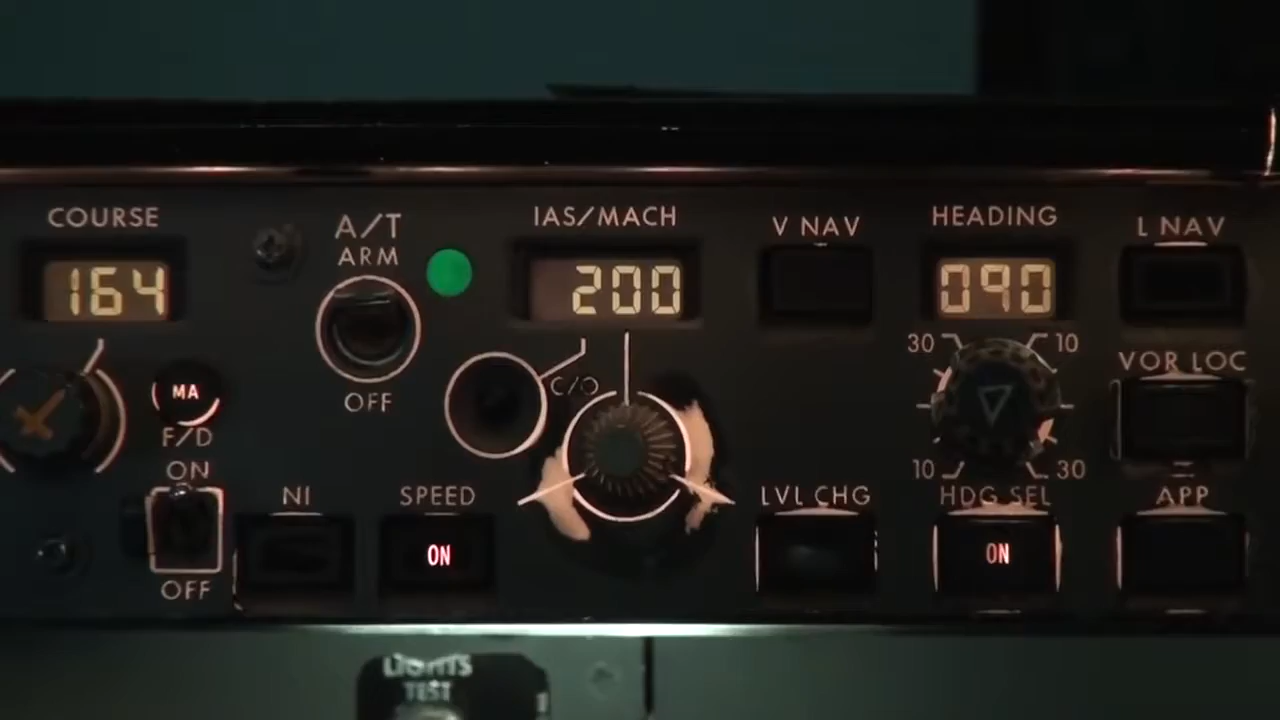 COURSE
164
A/T
ARM
OFF
IAS/MACH
200
C/O
V NAV
HEADING
090
30
10
10
30
L NAV
VOR LOC
MA
F/D
ON
OFF
N1
SPEED
ON
LVL CHG
HDG SEL
ON
APP
LIGHTS
TEST